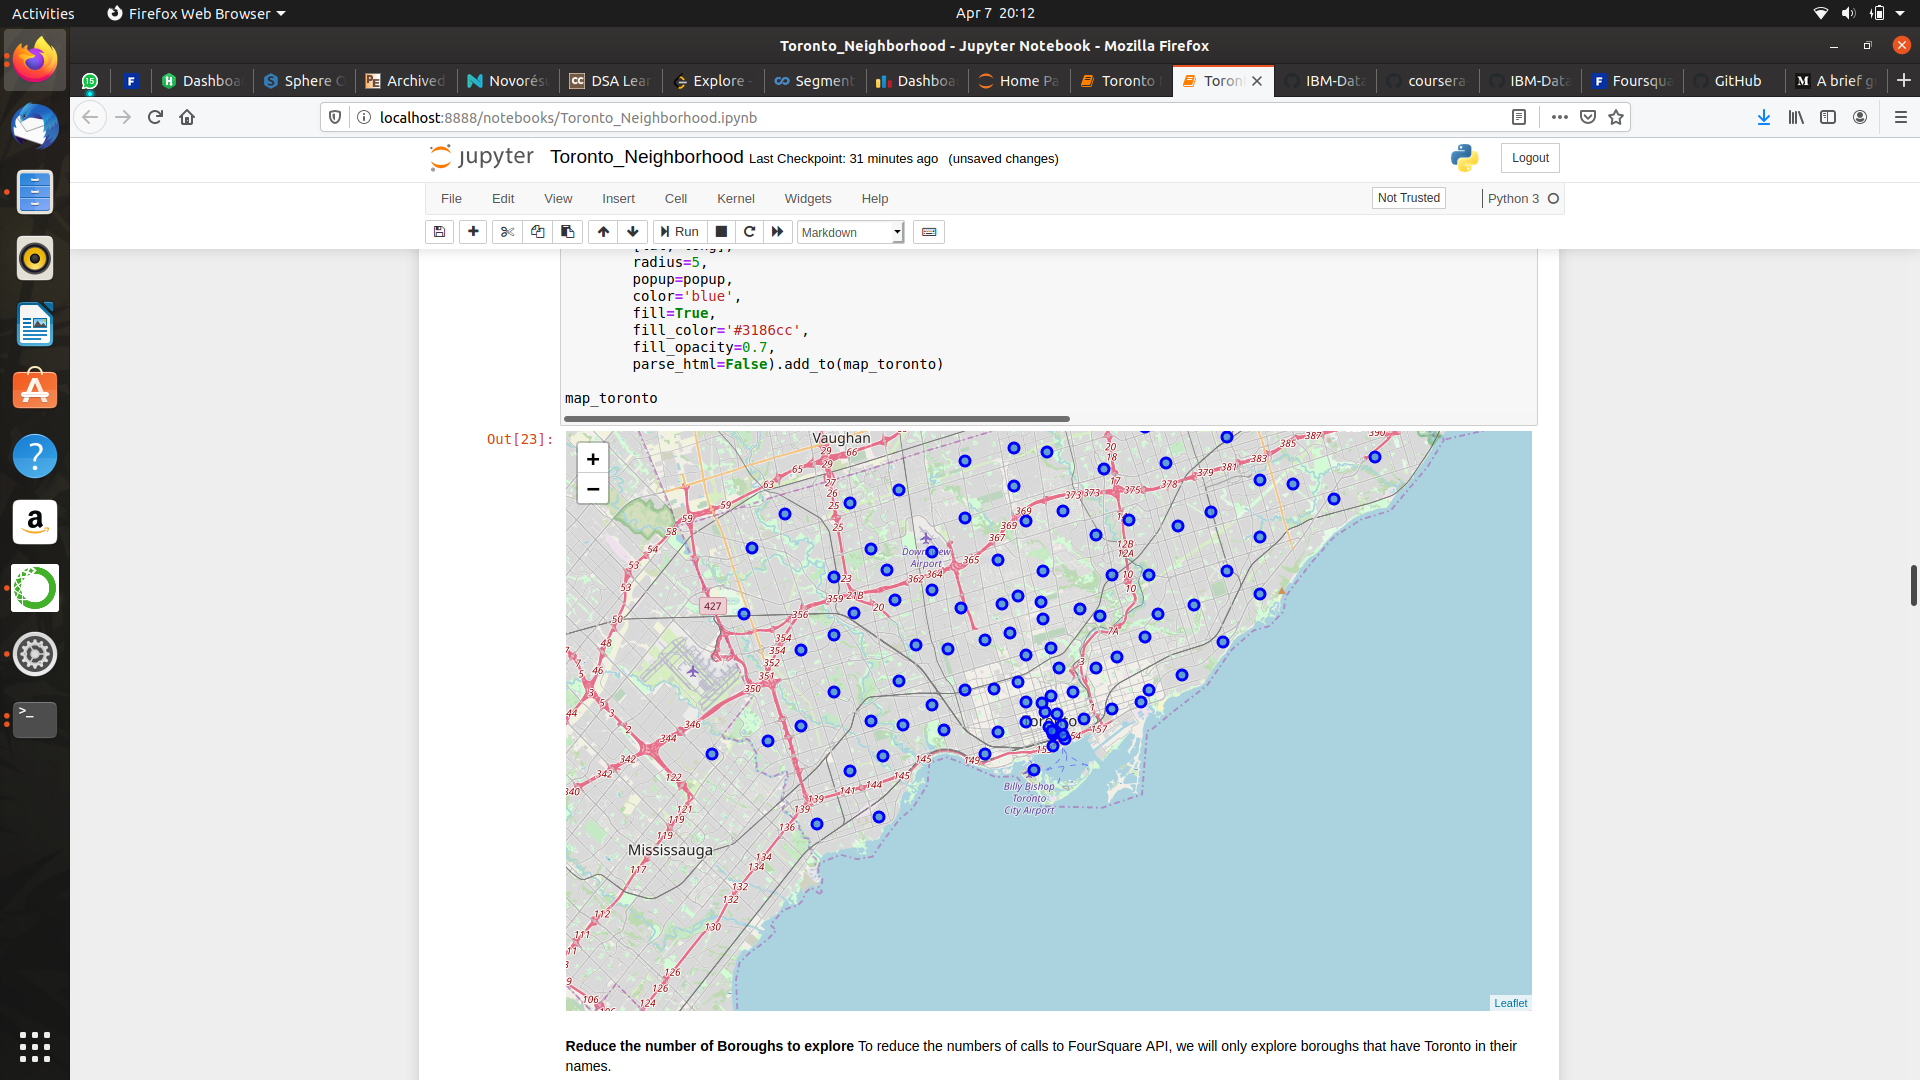 Activities
Firefox Web Browser
Apr 7 20:12
Toronto_Neighborhood - Jupyter Notebook - Mozilla Firefox
15
Dashboa
Sphere C
Archived
Novorésu
DSA Lear
Explore -
Segment
Dashboa
Home Pa
Toronto
Toron
IBM-Data
coursera
IBM-Data
Foursqua
GitHub
A brief g
localhost:8888/notebooks/Toronto_Neighborhood.ipynb
jupyter Toronto_Neighborhood Last Checkpoint: 31 minutes ago (unsaved changes)
Logout
File Edit View Insert Cell Kernel Widgets Help
Not Trusted
Python 3
Run
Markdown
radius=5,
popup=popup,
color='blue',
fill=True,
fill_color='#3186cc',
fill_opacity=0.7,
parse_html=False).add_to(map_toronto)
map_toronto
Out[23]:
+
−
Vaughan
427
Airport
Toronto
Billy Bishop
Toronto
City Airport
Mississauga
Leaflet
Reduce the number of Boroughs to explore To reduce the numbers of calls to FourSquare API, we will only explore boroughs that have Toronto in their
names.